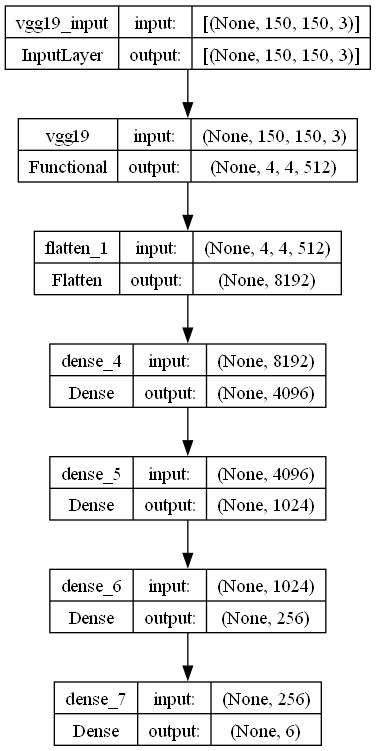 vgg19_input input: [(None, 150, 150, 3)]
InputLayer output: [(None, 150, 150, 3)]
vgg19 input: (None, 150, 150, 3)
Functional output: (None, 4, 4, 512)
flatten_1 input: (None, 4, 4, 512)
Flatten output: (None, 8192)
dense_4 input: (None, 8192)
Dense output: (None, 4096)
dense_5 input: (None, 4096)
Dense output: (None, 1024)
dense_6 input: (None, 1024)
Dense output: (None, 256)
dense_7 input: (None, 256)
Dense output: (None, 6)